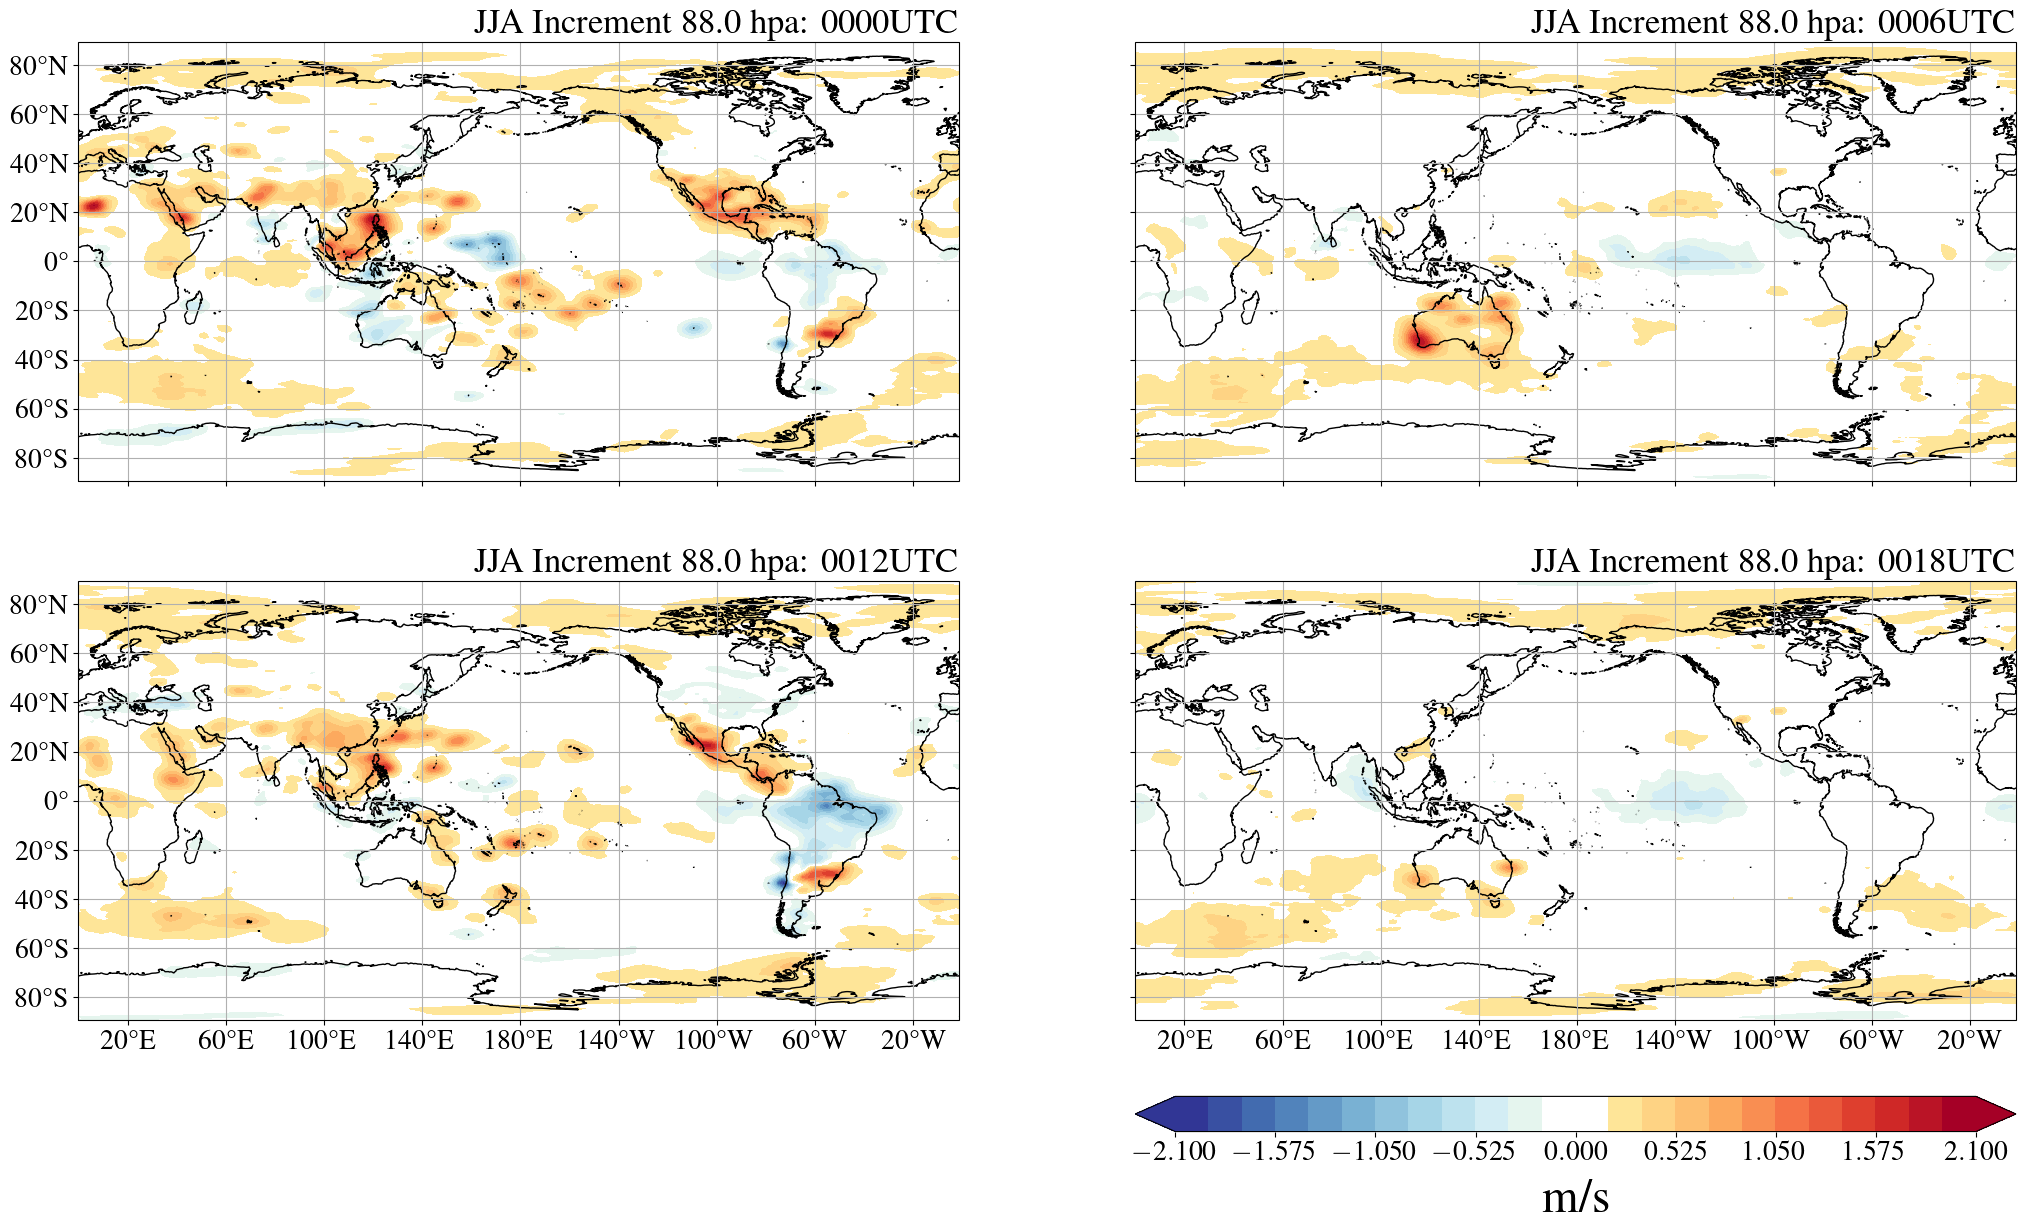 JJA Increment 88.0 hpa: 0000UTC
80°N
60°N
40°N
20°N
0°
20°S
40°S
60°S
80°S
JJA Increment 88.0 hpa: 0006UTC
JJA Increment 88.0 hpa: 0012UTC
80°N
60°N
40°N
20°N
0°
20°S
40°S
60°S
80°S
20°E 60°E 100°E 140°E 180°E 140°W 100°W 60°W 20°W
JJA Increment 88.0 hpa: 0018UTC
20°E 60°E 100°E 140°E 180°E 140°W 100°W 60°W 20°W
−2.100 −1.575 −1.050 −0.525 0.000 0.525 1.050 1.575 2.100
m/s